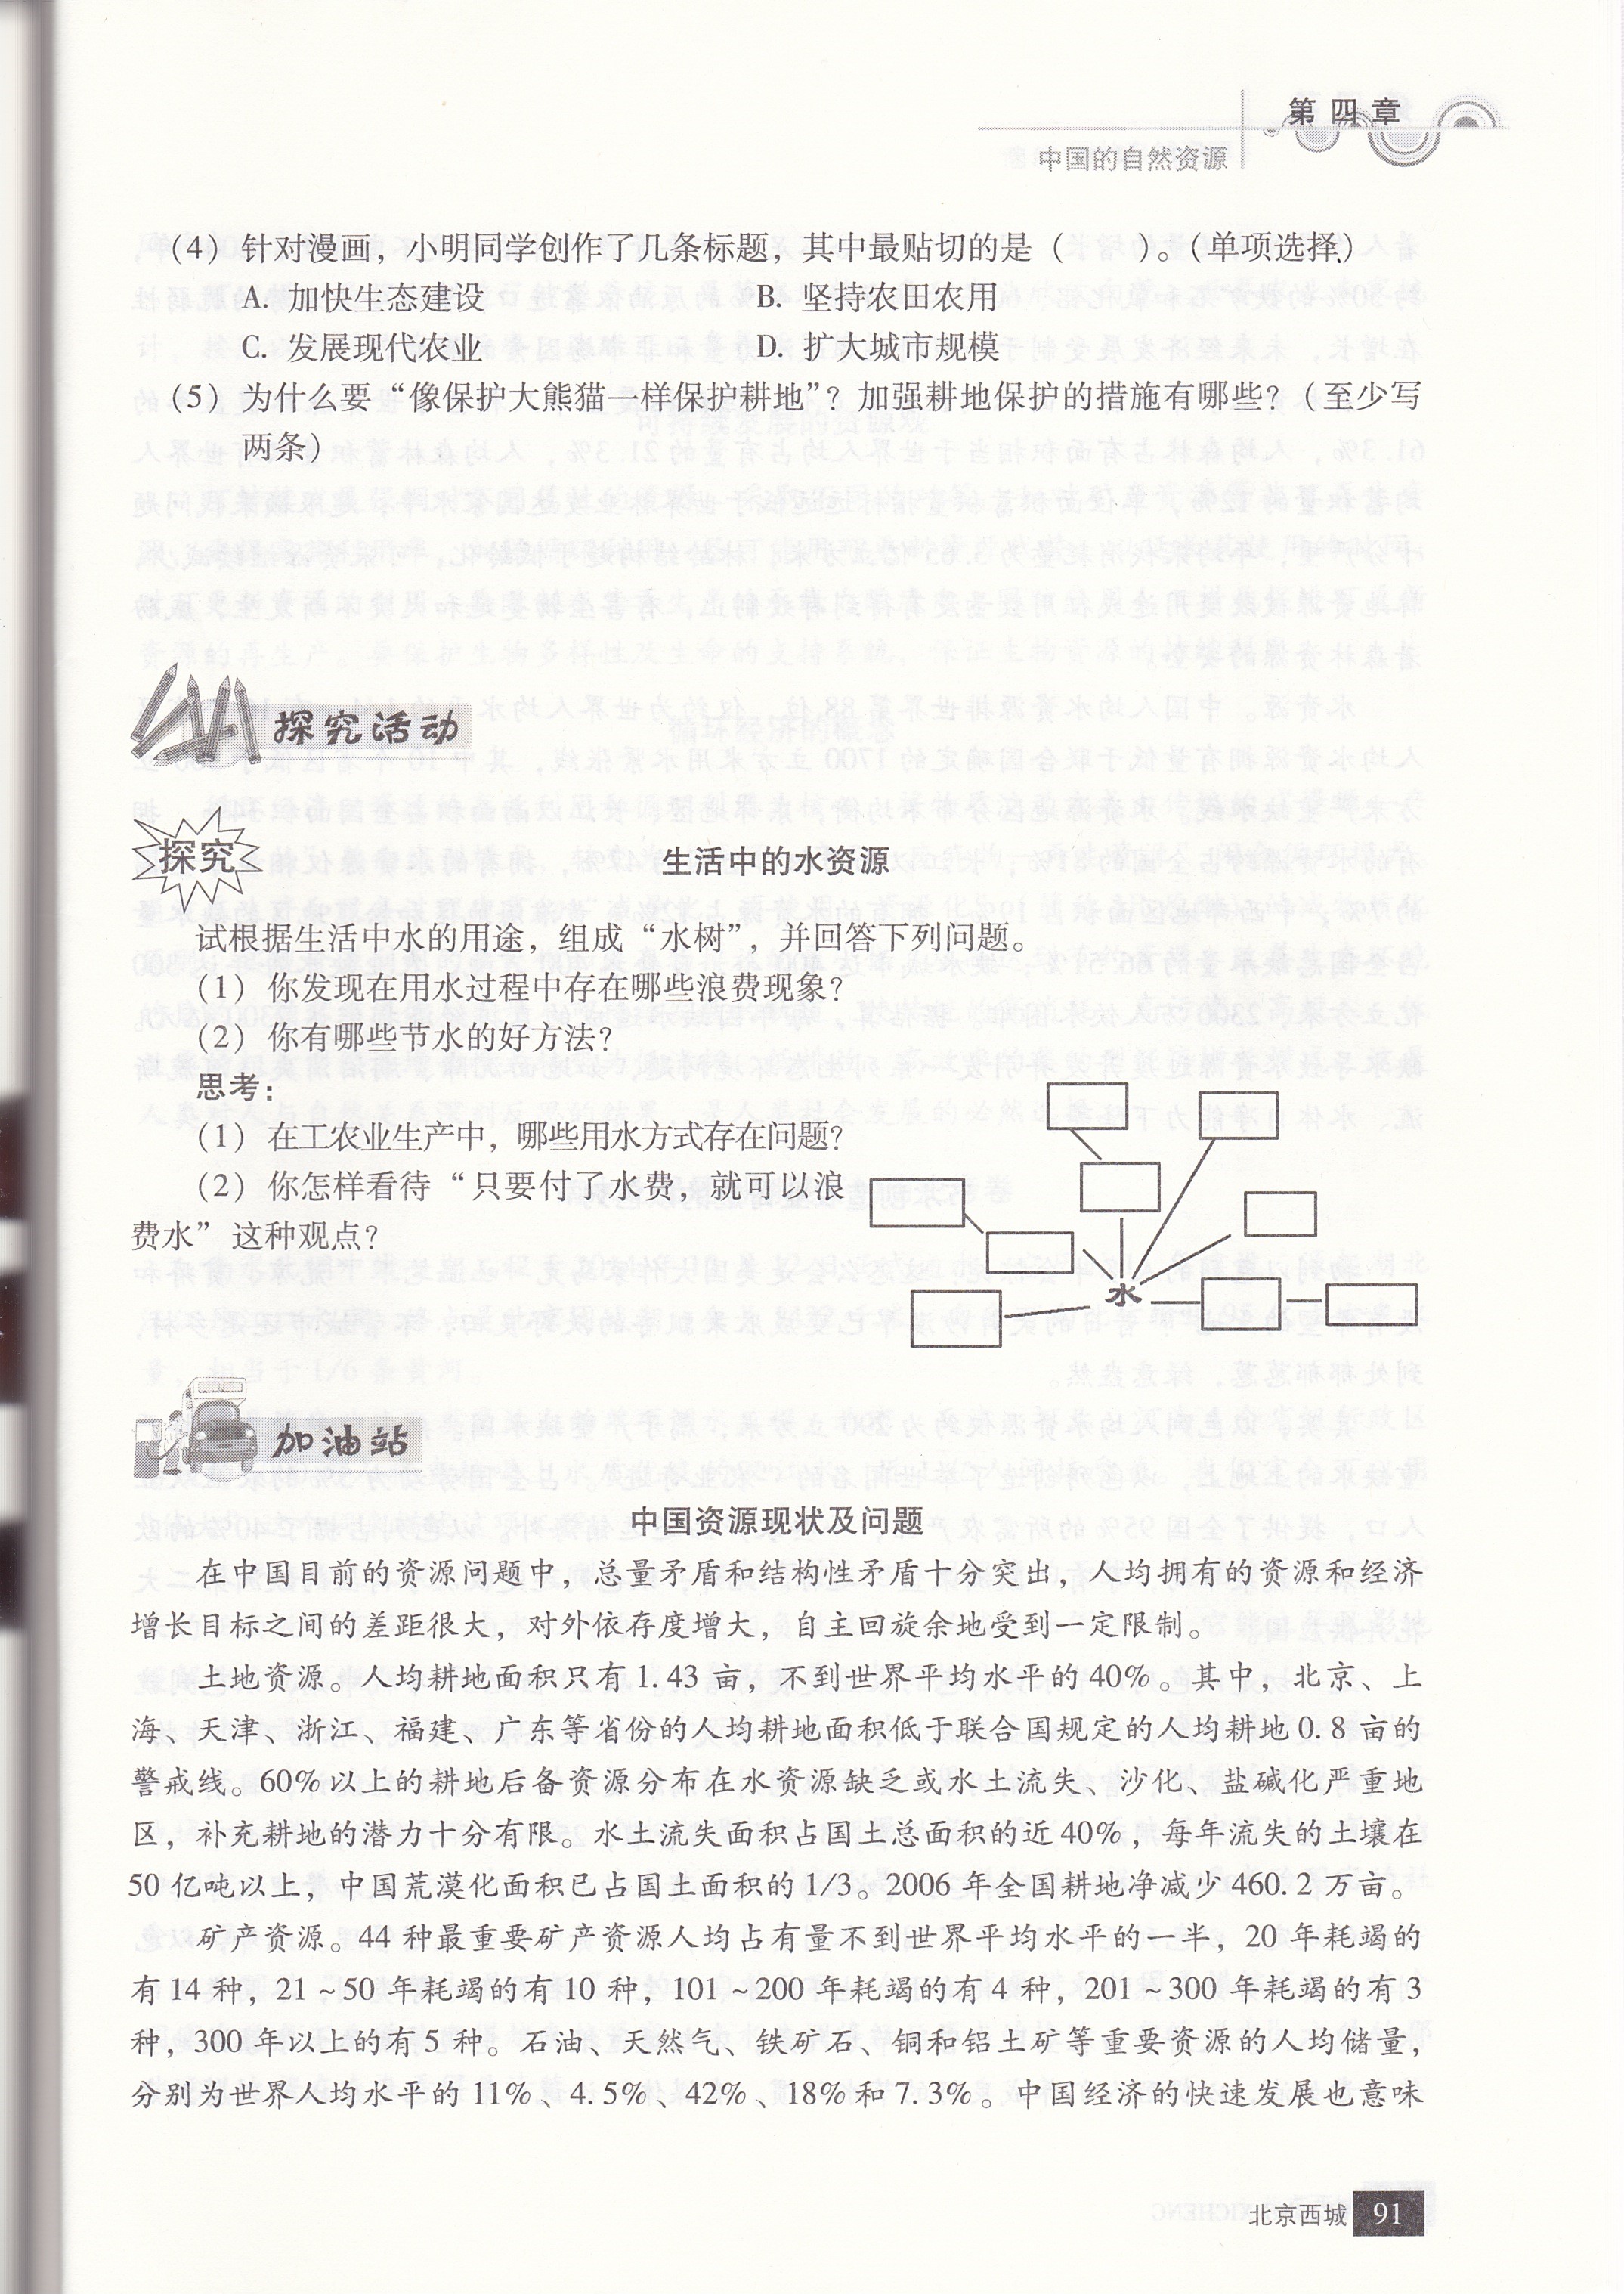 第四章
中国的自然资源
(4) 针对漫画，小明同学创作了几条标题，其中最贴切的是（　　）。（单项选择）
A. 加快生态建设　　B. 坚持农田农用
C. 发展现代农业　　D. 扩大城市规模
(5) 为什么要“像保护大熊猫一样保护耕地”？加强耕地保护的措施有哪些？（至少写
两条）
探究活动
探究
生活中的水资源
试根据生活中水的用途，组成“水树”，并回答下列问题。
(1) 你发现在用水过程中存在哪些浪费现象？
(2) 你有哪些节水的好方法？
思考：
(1) 在工农业生产中，哪些用水方式存在问题？
(2) 你怎样看待“只要付了水费，就可以浪
费水”这种观点？
水
加油站
中国资源现状及问题
在中国目前的资源问题中，总量矛盾和结构性矛盾十分突出，人均拥有的资源和经济
增长目标之间的差距很大，对外依存度增大，自主回旋余地受到一定限制。
土地资源。人均耕地面积只有1.43 亩，不到世界平均水平的40%。其中，北京、上
海、天津、浙江、福建、广东等省份的人均耕地面积低于联合国规定的人均耕地0.8 亩的
警戒线。60%以上的耕地后备资源分布在水资源缺乏或水土流失、沙化、盐碱化严重地
区，补充耕地的潜力十分有限。水土流失面积占国土总面积的近40%，每年流失的土壤在
50 亿吨以上，中国荒漠化面积已占国土面积的1/3。2006 年全国耕地净减少460.2 万亩。
矿产资源。44 种最重要矿产资源人均占有量不到世界平均水平的一半，20 年耗竭的
有14 种，21～50 年耗竭的有10 种，101～200 年耗竭的有4 种，201～300 年耗竭的有3
种，300 年以上的有5 种。石油、天然气、铁矿石、铜和铝土矿等重要资源的人均储量，
分别为世界人均水平的11%、4.5%、42%、18%和7.3%。中国经济的快速发展也意味
北京西城 91